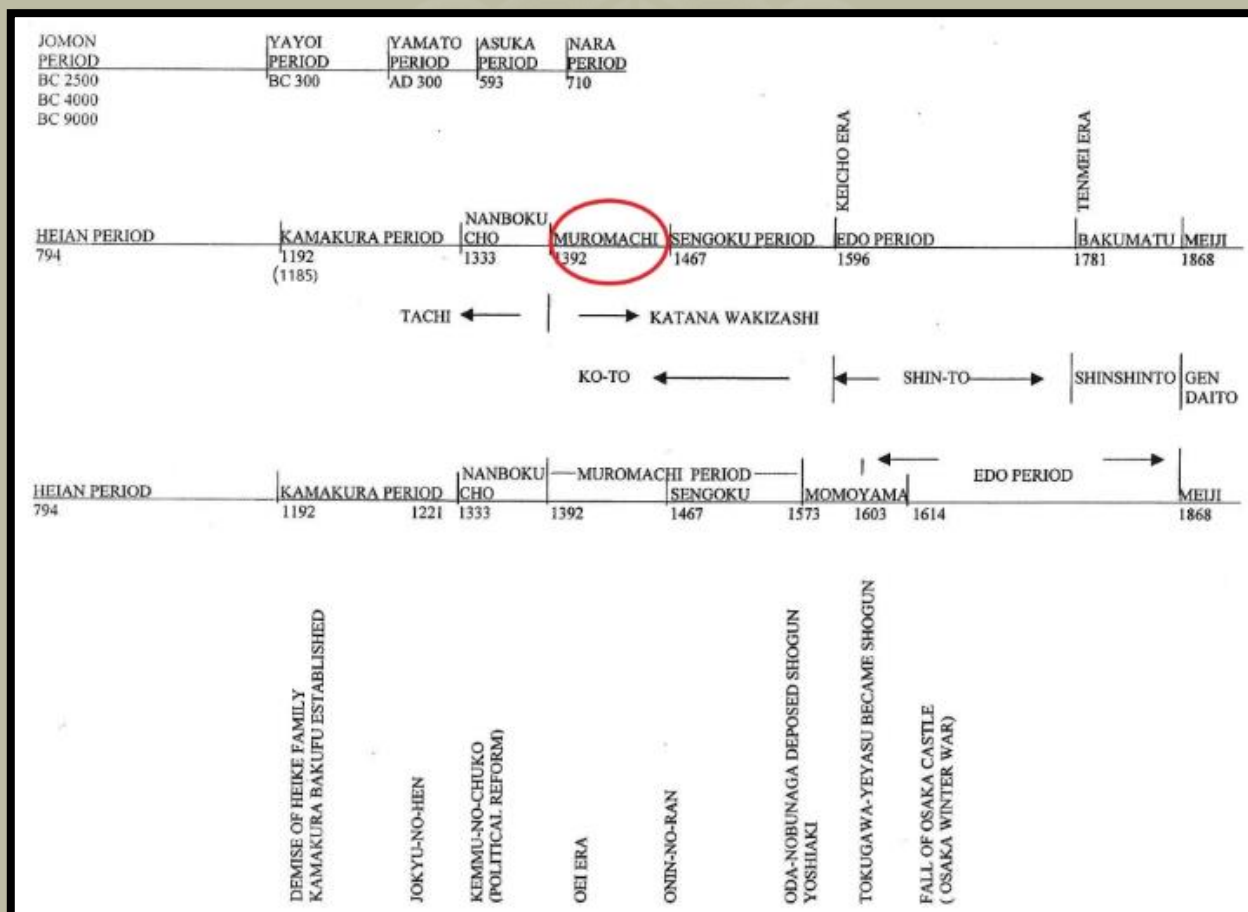 JOMON
PERIOD
BC 2500
BC 4000
BC 9000
YAYOI
PERIOD
BC 300
YAMATO
PERIOD
AD 300
ASUKA
PERIOD
593
NARA
PERIOD
710
KEICHO ERA
TENMEI ERA
HEIAN PERIOD
794
KAMAKURA PERIOD
1192
(1185)
NANBOKU
CHO
1333
MUROMACHI
1392
SENGOKU PERIOD
1467
EDO PERIOD
1596
BAKUMATU
1781
MEIJI
1868
TACHI
KATANA WAKIZASHI
KO-TO
SHIN-TO
SHINSHINTO
GEN
DAITO
HEIAN PERIOD
794
KAMAKURA PERIOD
1192
1221
NANBOKU
CHO
1333
MUROMACHI PERIOD
1392
SENGOKU
1467
1573
MOMOYAMA
1603
1614
EDO PERIOD
MEIJI
1868
DEMISE OF HEIKE FAMILY
KAMAKURA BAKUFU ESTABLISHED
JOKYU-NO-HEN
KEMMU-NO-CHUKO
(POLITICAL REFORM)
OEI ERA
ONIN-NO-RAN
ODA-NOBUNAGA DEPOSED SHOGUN
YOSHIAKI
TOKUGAWA-YEYASU BECAME SHOGUN
FALL OF OSAKA CASTLE
( OSAKA WINTER WAR)